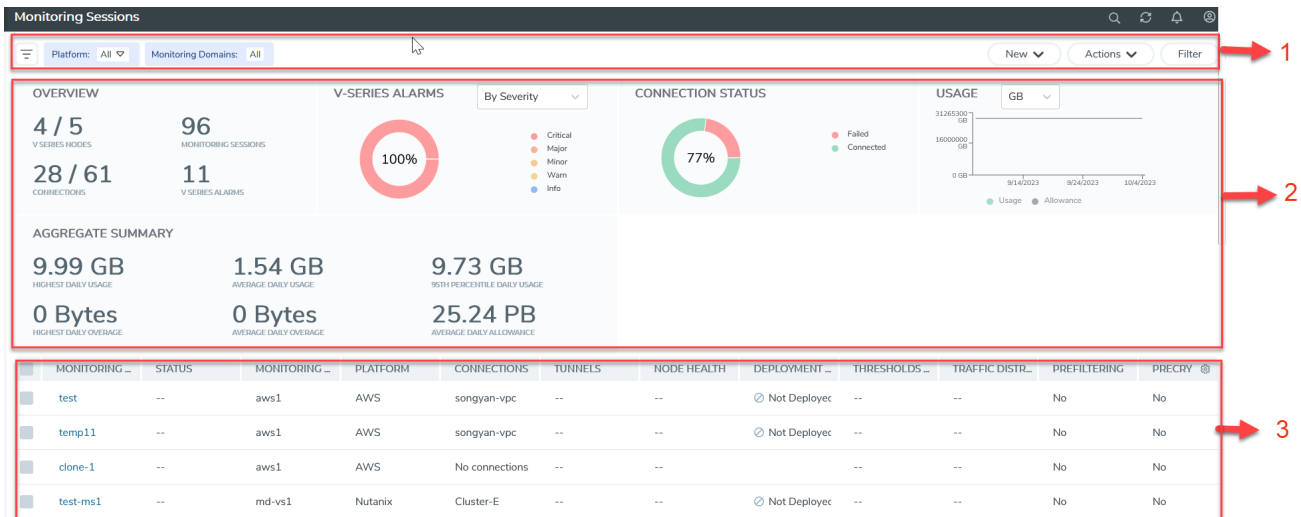 Monitoring Sessions
Platform: All Monitoring Domains: All New Actions Filter
1
OVERVIEW
4 / 5
V SERIES NODES
96
MONITORING SESSIONS
28 / 61
CONNECTIONS
11
V SERIES ALARMS
V-SERIES ALARMS By Severity
100%
Critical
Major
Minor
Warn
Info
CONNECTION STATUS
77%
Failed
Connected
USAGE GB
31265300
GB
16000000
GB
0 GB
9/14/2023 9/24/2023 10/4/2023
Usage Allowance
2
AGGREGATE SUMMARY
9.99 GB
HIGHEST DAILY USAGE
1.54 GB
AVERAGE DAILY USAGE
9.73 GB
95TH PERCENTILE DAILY USAGE
0 Bytes
HIGHEST DAILY OVERAGE
0 Bytes
AVERAGE DAILY OVERAGE
25.24 PB
AVERAGE DAILY ALLOWANCE
MONITORING ... STATUS MONITORING ... PLATFORM CONNECTIONS TUNNELS NODE HEALTH DEPLOYMENT ... THRESHOLDS ... TRAFFIC DISTR... PREFILTERING PRECRY
test -- aws1 AWS songyan-vpc -- -- Not Deployed -- -- No No
temp11 -- aws1 AWS songyan-vpc -- -- Not Deployed -- -- No No
3
clone-1 -- aws1 AWS No connections -- -- Not Deployed -- -- No No
test-ms1 -- md-vs1 Nutanix Cluster-E -- -- Not Deployed -- -- No No